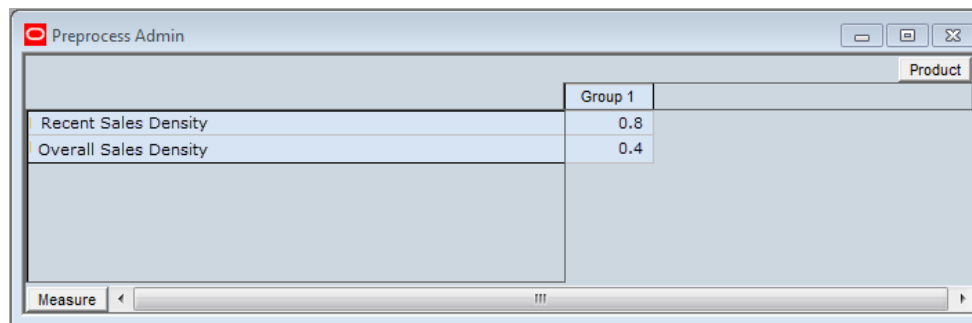 Preprocess Admin
Product
Group 1
Recent Sales Density 0.8
Overall Sales Density 0.4
Measure